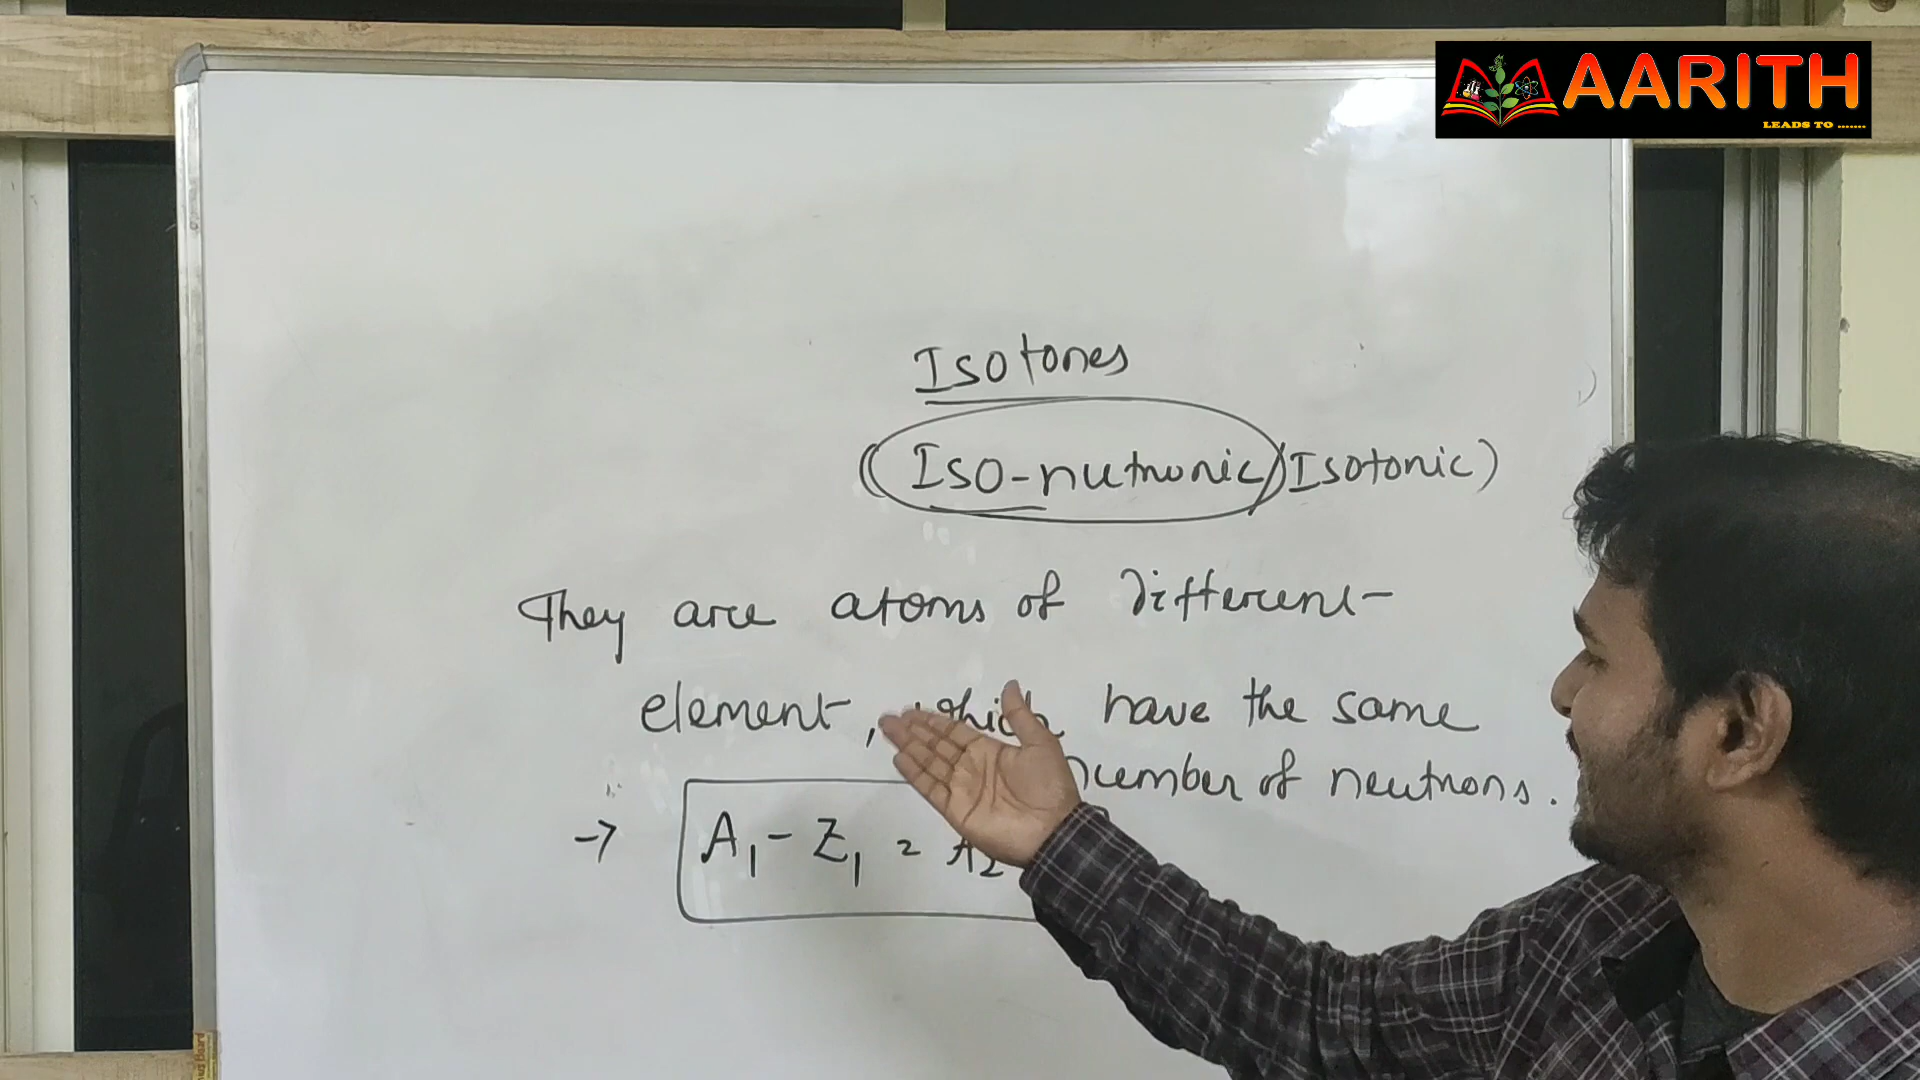 AARITH
LEADS TO .......
Isotones
(Iso-nutronic/Isotonic)
They are atoms of different
element, which have the same
number of neutrons.
→ A₁ - Z₁ = A₂